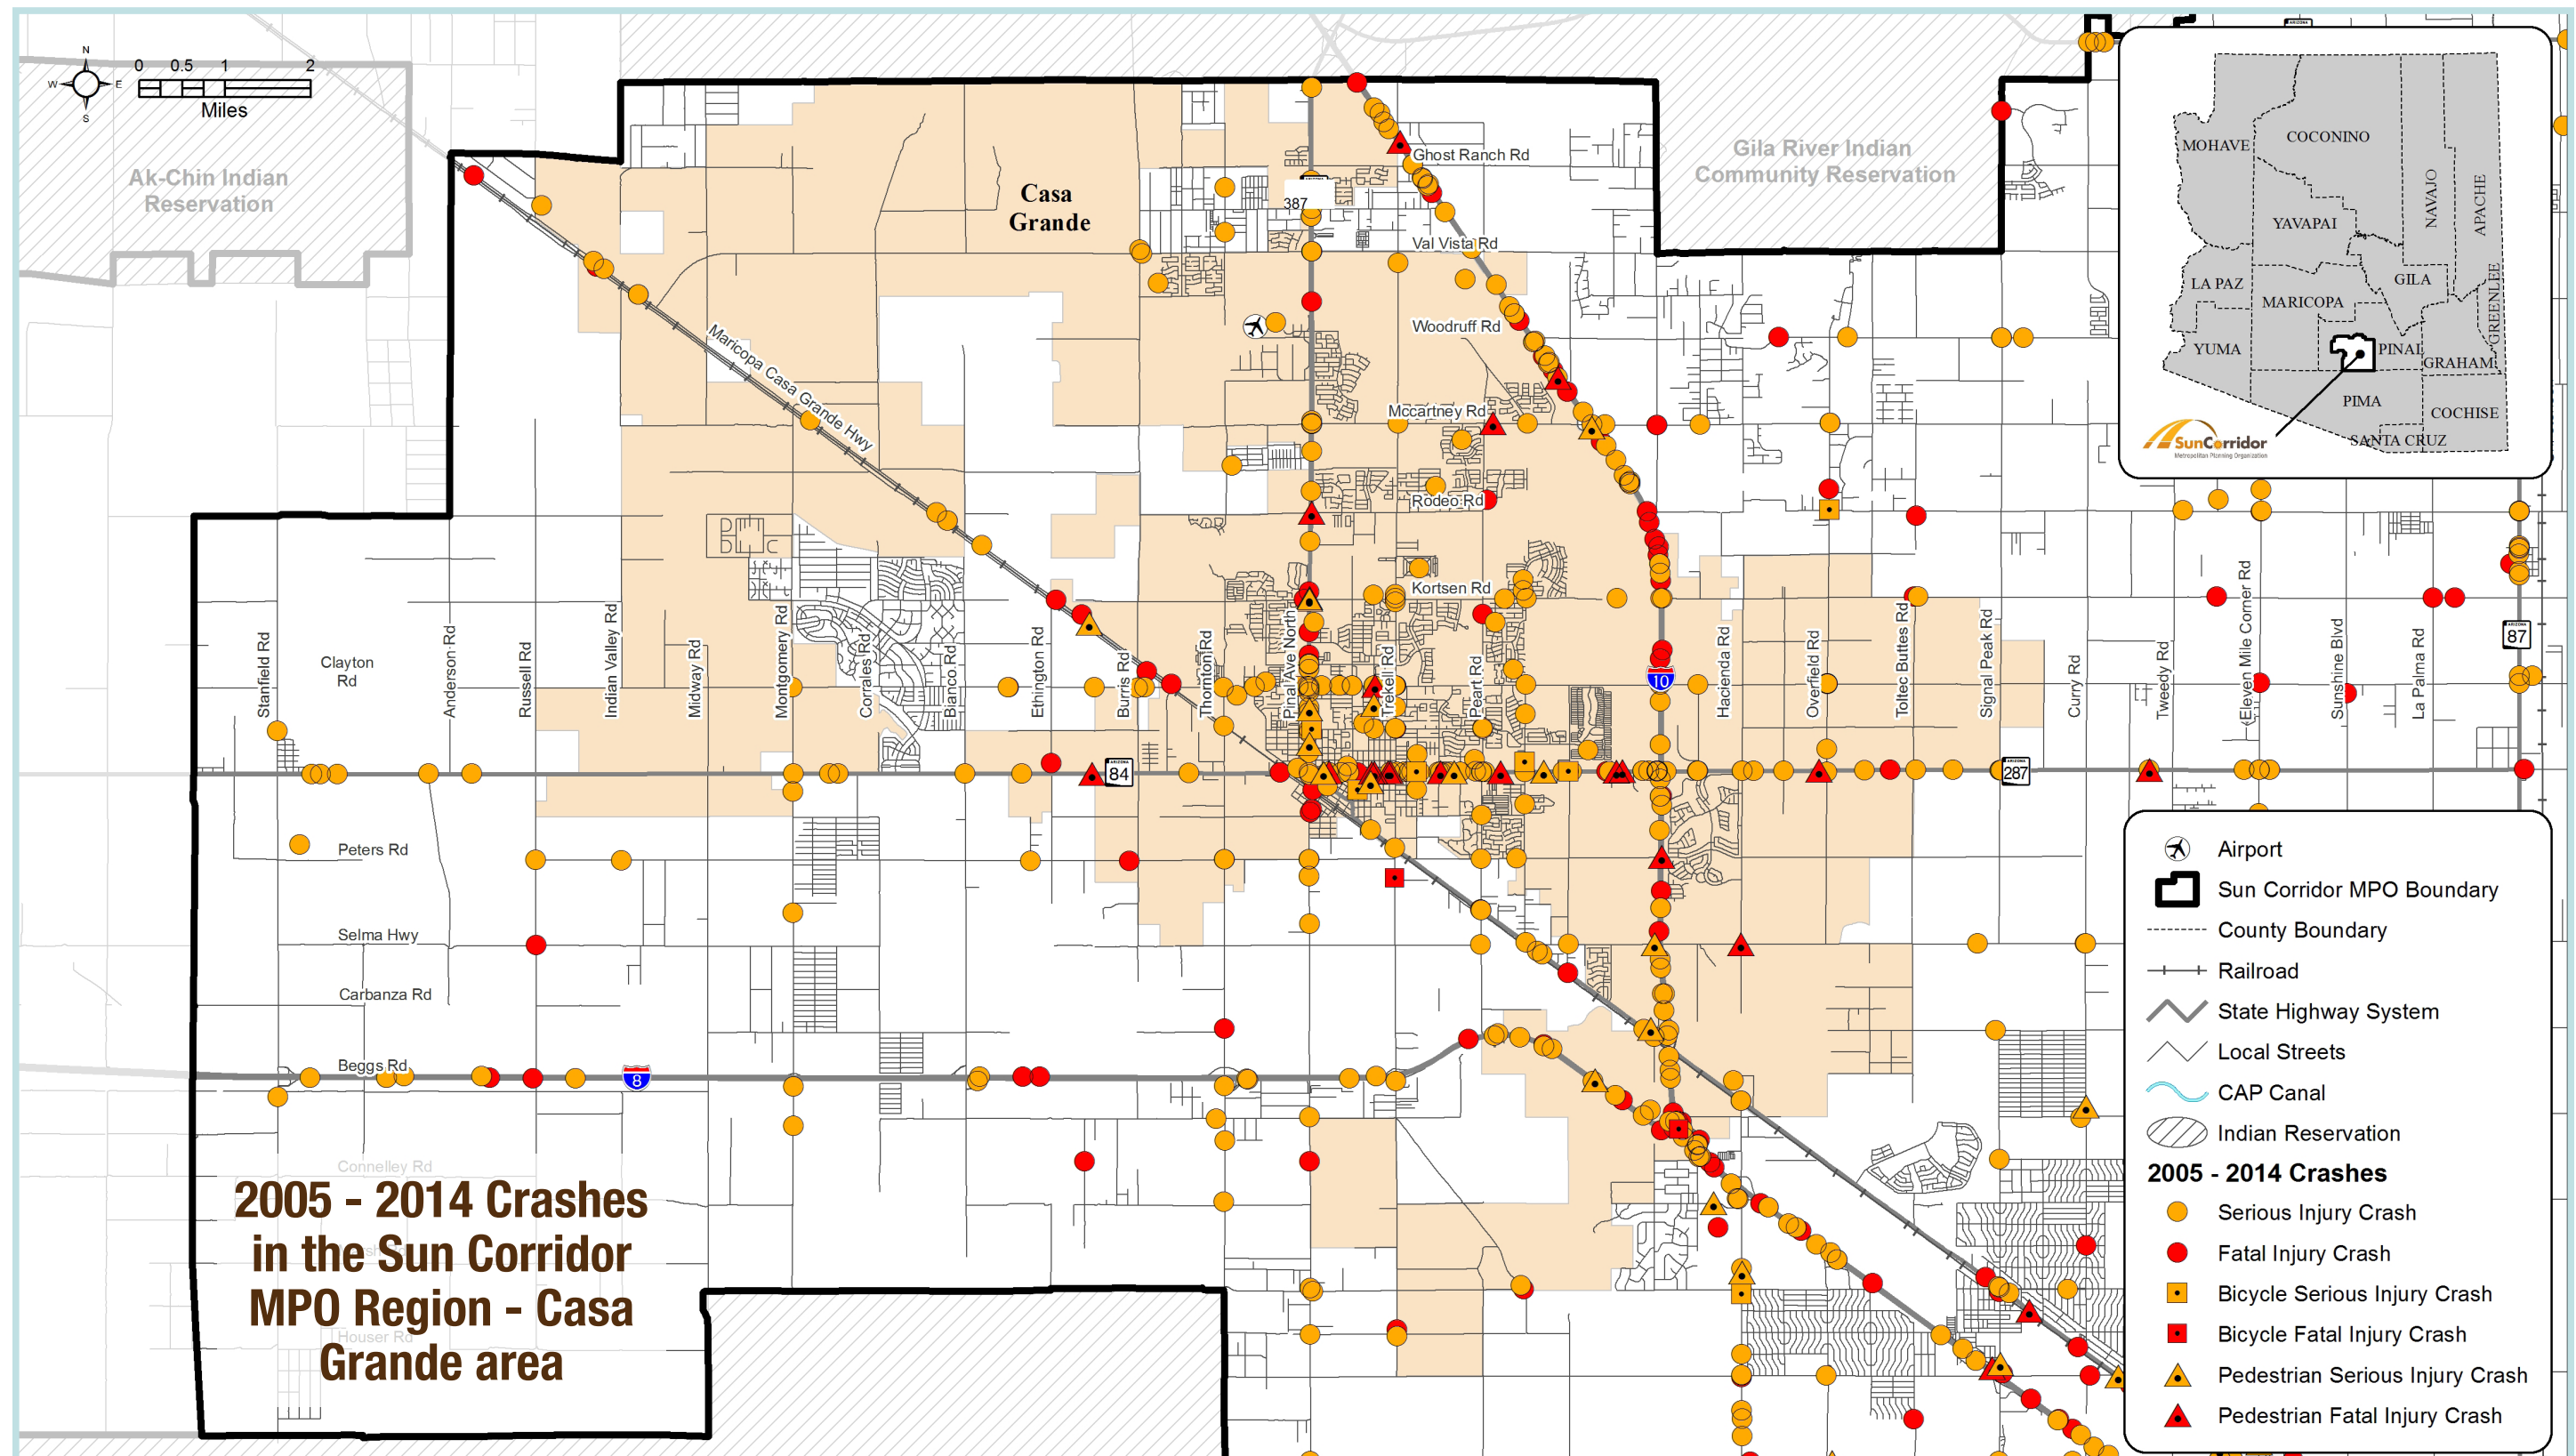 N
W
E
S
0 0.5 1 2
Miles
Ak-Chin Indian
Reservation
Casa
Grande
Gila River Indian
Community Reservation
Ghost Ranch Rd
387
Val Vista Rd
Woodruff Rd
Mccartney Rd
Rodeo Rd
Kortsen Rd
Maricopa Casa Grande Hwy
Stanfield Rd
Clayton
Rd
Anderson Rd
Russell Rd
Indian Valley Rd
Midway Rd
Montgomery Rd
Corrales Rd
Bianco Rd
Ethington Rd
Burris Rd
Thornton Rd
Pinal Ave North
Trekell Rd
Peart Rd
10
Hacienda Rd
Overfield Rd
Toltec Buttes Rd
Signal Peak Rd
Curry Rd
Tweedy Rd
Eleven Mile Corner Rd
Sunshine Blvd
La Palma Rd
ARIZONA
87
ARIZONA
84
ARIZONA
287
Peters Rd
Selma Hwy
Carbanza Rd
Beggs Rd
8
Connelley Rd
Houser Rd
2005 - 2014 Crashes
in the Sun Corridor
MPO Region - Casa
Grande area
MOHAVE
COCONINO
NAVAJO
APACHE
YAVAPAI
LA PAZ
GILA
MARICOPA
GREENLEE
YUMA
PINAL
GRAHAM
PIMA
COCHISE
SANTA CRUZ
SunCorridor
Metropolitan Planning Organization
Airport
Sun Corridor MPO Boundary
County Boundary
Railroad
State Highway System
Local Streets
CAP Canal
Indian Reservation
2005 - 2014 Crashes
Serious Injury Crash
Fatal Injury Crash
Bicycle Serious Injury Crash
Bicycle Fatal Injury Crash
Pedestrian Serious Injury Crash
Pedestrian Fatal Injury Crash